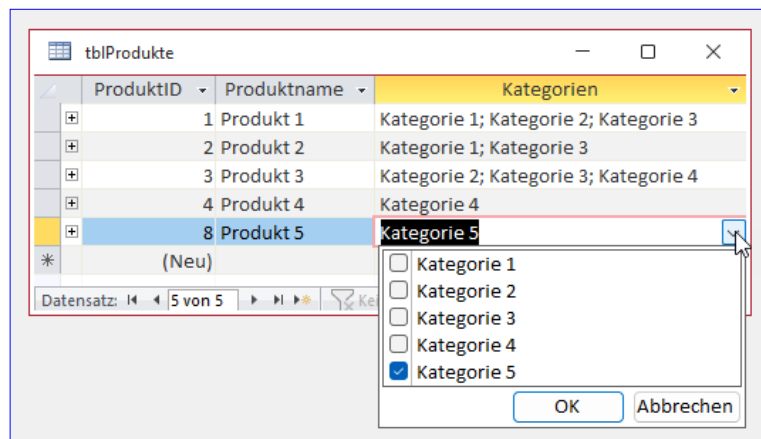 tblProdukte
ProduktID Produktname Kategorien
1 Produkt 1 Kategorie 1; Kategorie 2; Kategorie 3
2 Produkt 2 Kategorie 1; Kategorie 3
3 Produkt 3 Kategorie 2; Kategorie 3; Kategorie 4
4 Produkt 4 Kategorie 4
8 Produkt 5 Kategorie 5
(Neu)
Kategorie 1
Kategorie 2
Datensatz: 5 von 5
Kategorie 3
Kategorie 4
Kategorie 5
OK Abbrechen